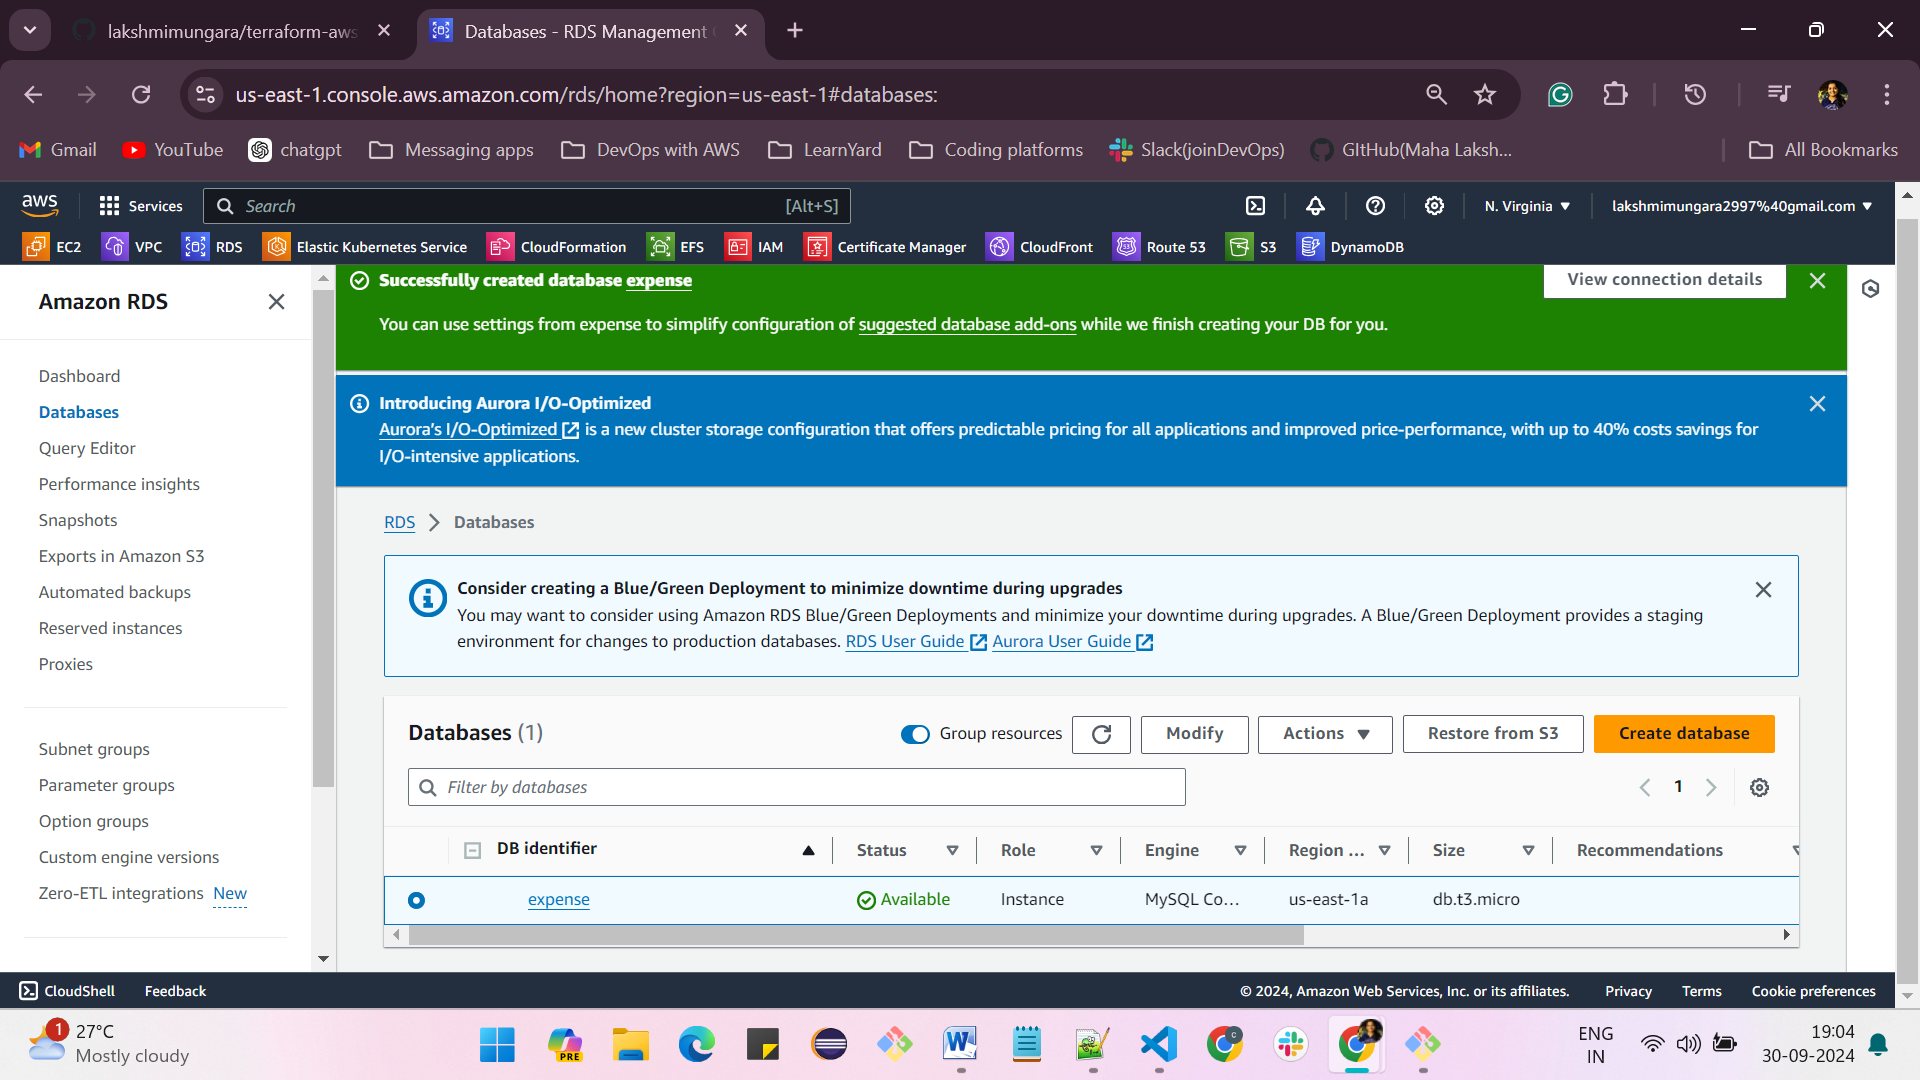 lakshmimungara/terraform-aws
Databases - RDS Management
us-east-1.console.aws.amazon.com/rds/home?region=us-east-1#databases:
Gmail
YouTube
chatgpt
Messaging apps
DevOps with AWS
LearnYard
Coding platforms
Slack(joinDevOps)
GItHub(Maha Laksh...
All Bookmarks
aws
Services
Search
[Alt+S]
N. Virginia
lakshmimungara2997%40gmail.com
EC2
VPC
RDS
Elastic Kubernetes Service
CloudFormation
EFS
IAM
Certificate Manager
CloudFront
Route 53
S3
DynamoDB
Amazon RDS
Dashboard
Databases
Query Editor
Performance insights
Snapshots
Exports in Amazon S3
Automated backups
Reserved instances
Proxies
Subnet groups
Parameter groups
Option groups
Custom engine versions
Zero-ETL integrations New
Successfully created database expense
View connection details
You can use settings from expense to simplify configuration of suggested database add-ons while we finish creating your DB for you.
Introducing Aurora I/O-Optimized
Aurora's I/O-Optimized is a new cluster storage configuration that offers predictable pricing for all applications and improved price-performance, with up to 40% costs savings for
I/O-intensive applications.
RDS
Databases
Consider creating a Blue/Green Deployment to minimize downtime during upgrades
You may want to consider using Amazon RDS Blue/Green Deployments and minimize your downtime during upgrades. A Blue/Green Deployment provides a staging
environment for changes to production databases. RDS User Guide Aurora User Guide
Databases (1)
Group resources
Modify
Actions
Restore from S3
Create database
Filter by databases
1
DB identifier
Status
Role
Engine
Region ...
Size
Recommendations
expense
Available
Instance
MySQL Co...
us-east-1a
db.t3.micro
CloudShell
Feedback
© 2024, Amazon Web Services, Inc. or its affiliates.
Privacy
Terms
Cookie preferences
1
27°C
Mostly cloudy
PRE
ENG
IN
19:04
30-09-2024